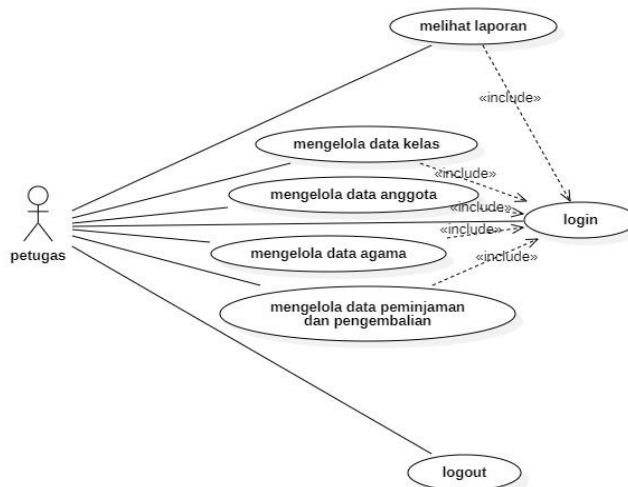 melihat laporan
«include»
mengelola data kelas
«include»
mengelola data anggota
«include»
login
petugas
«include»
mengelola data agama
«include»
mengelola data peminjaman
dan pengembalian
logout